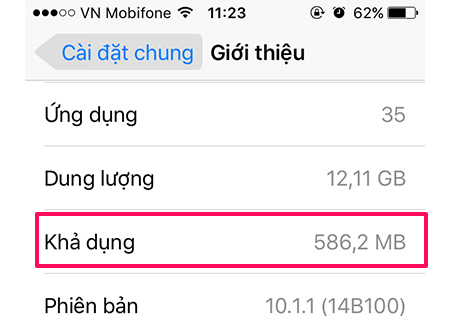 VN Mobifone 11:23 62%
Cài đặt chung Giới thiệu
Ứng dụng 35
Dung lượng 12,11 GB
Khả dụng 586,2 MB
Phiên bản 10.1.1 (14B100)